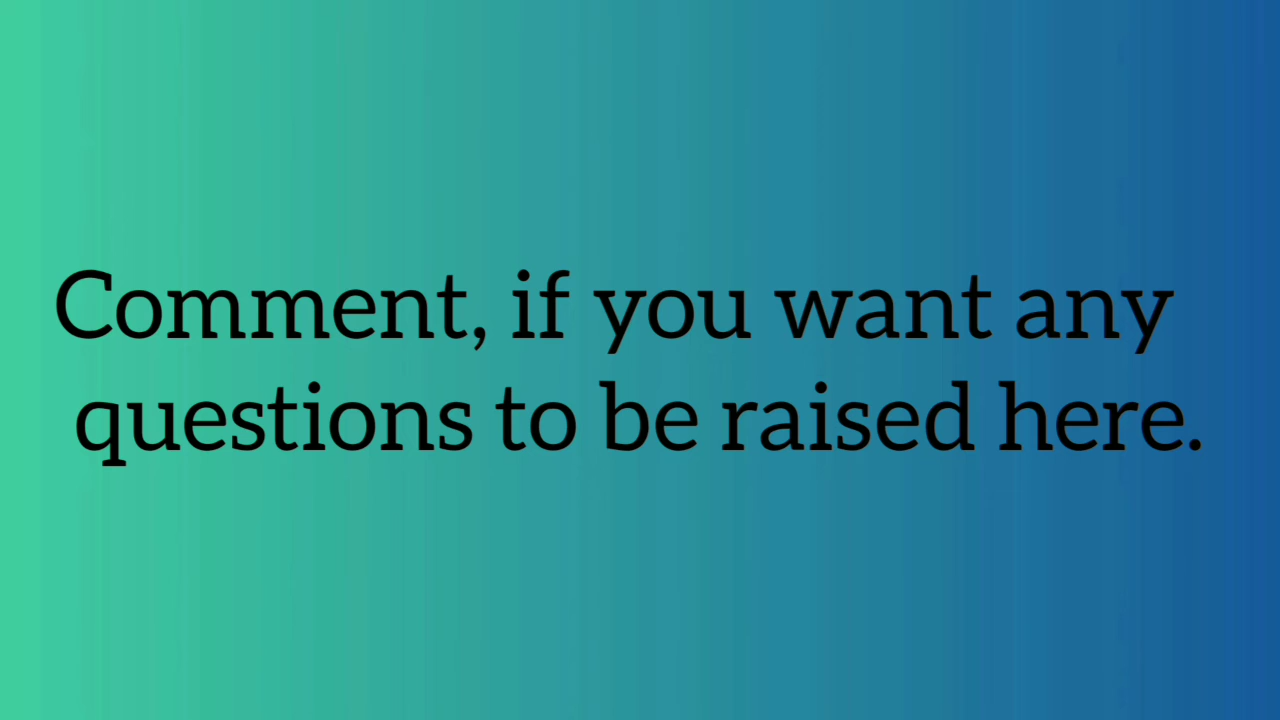 Comment, if you want any
questions to be raised here.